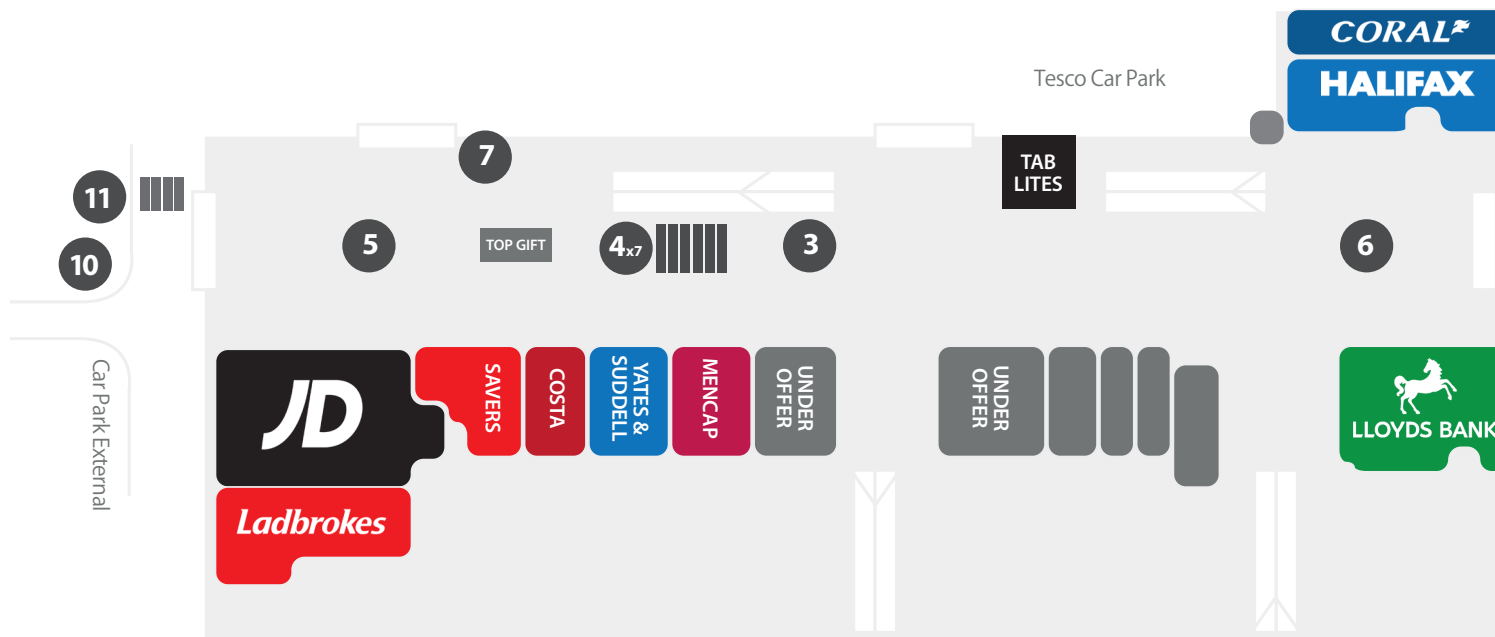 CORAL
HALIFAX
Tesco Car Park
7
TAB
LITES
11
5
TOP GIFT
4x7
3
6
10
Car Park External
JD
SAVERS
COSTA
YATES &
SUDDELL
MENCAP
UNDER
OFFER
UNDER
OFFER
LLOYDS BANK
Ladbrokes